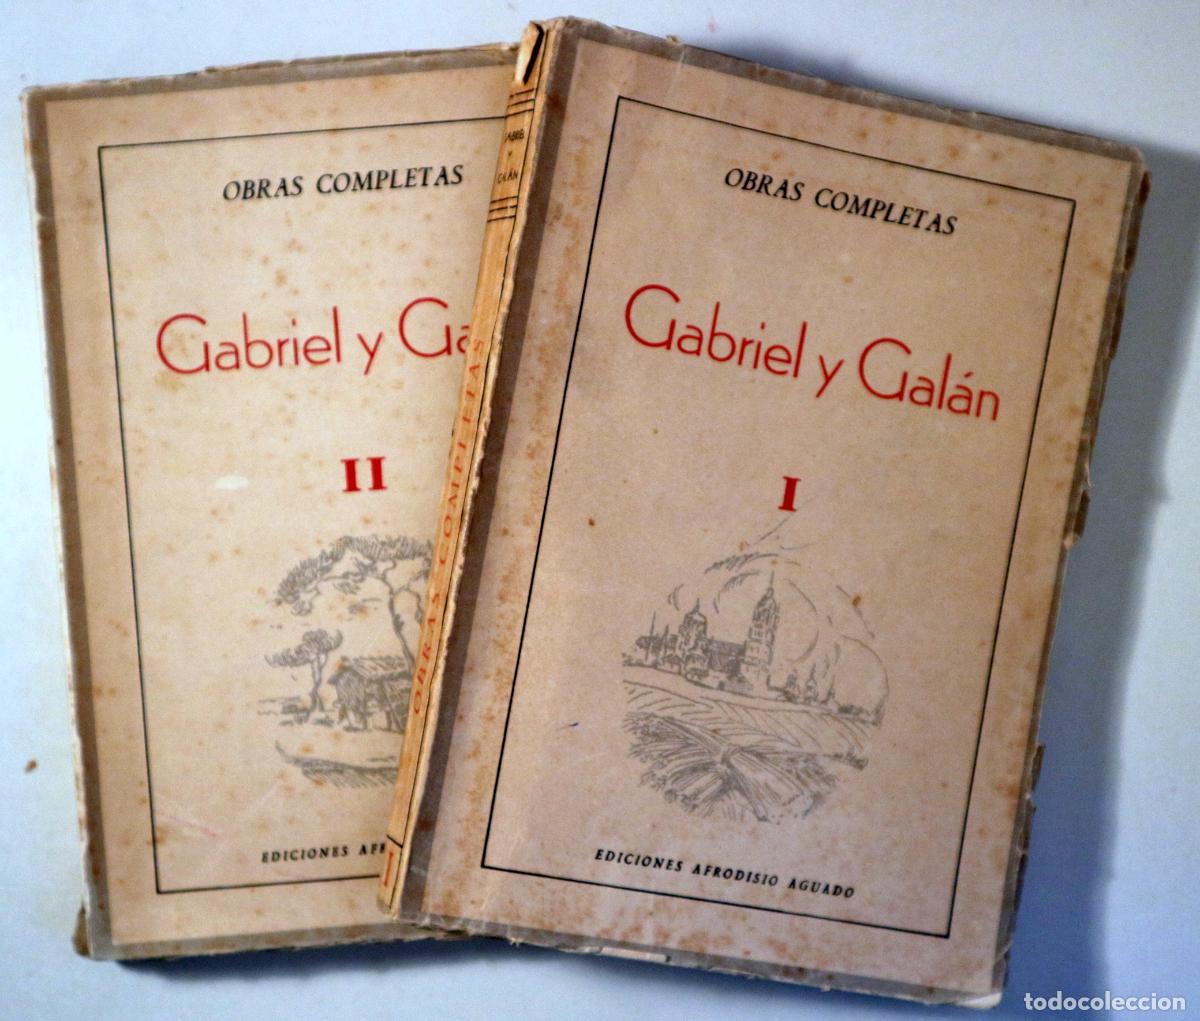 OBRAS COMPLETAS
Gabriel y Ga
II
EDICIONES AF
GABRIEL
Y
GALÁN
OBRAS COMPLETAS
I
OBRAS COMPLETAS
Gabriel y Galán
I
EDICIONES AFRODISIO AGUADO
todocoleccion